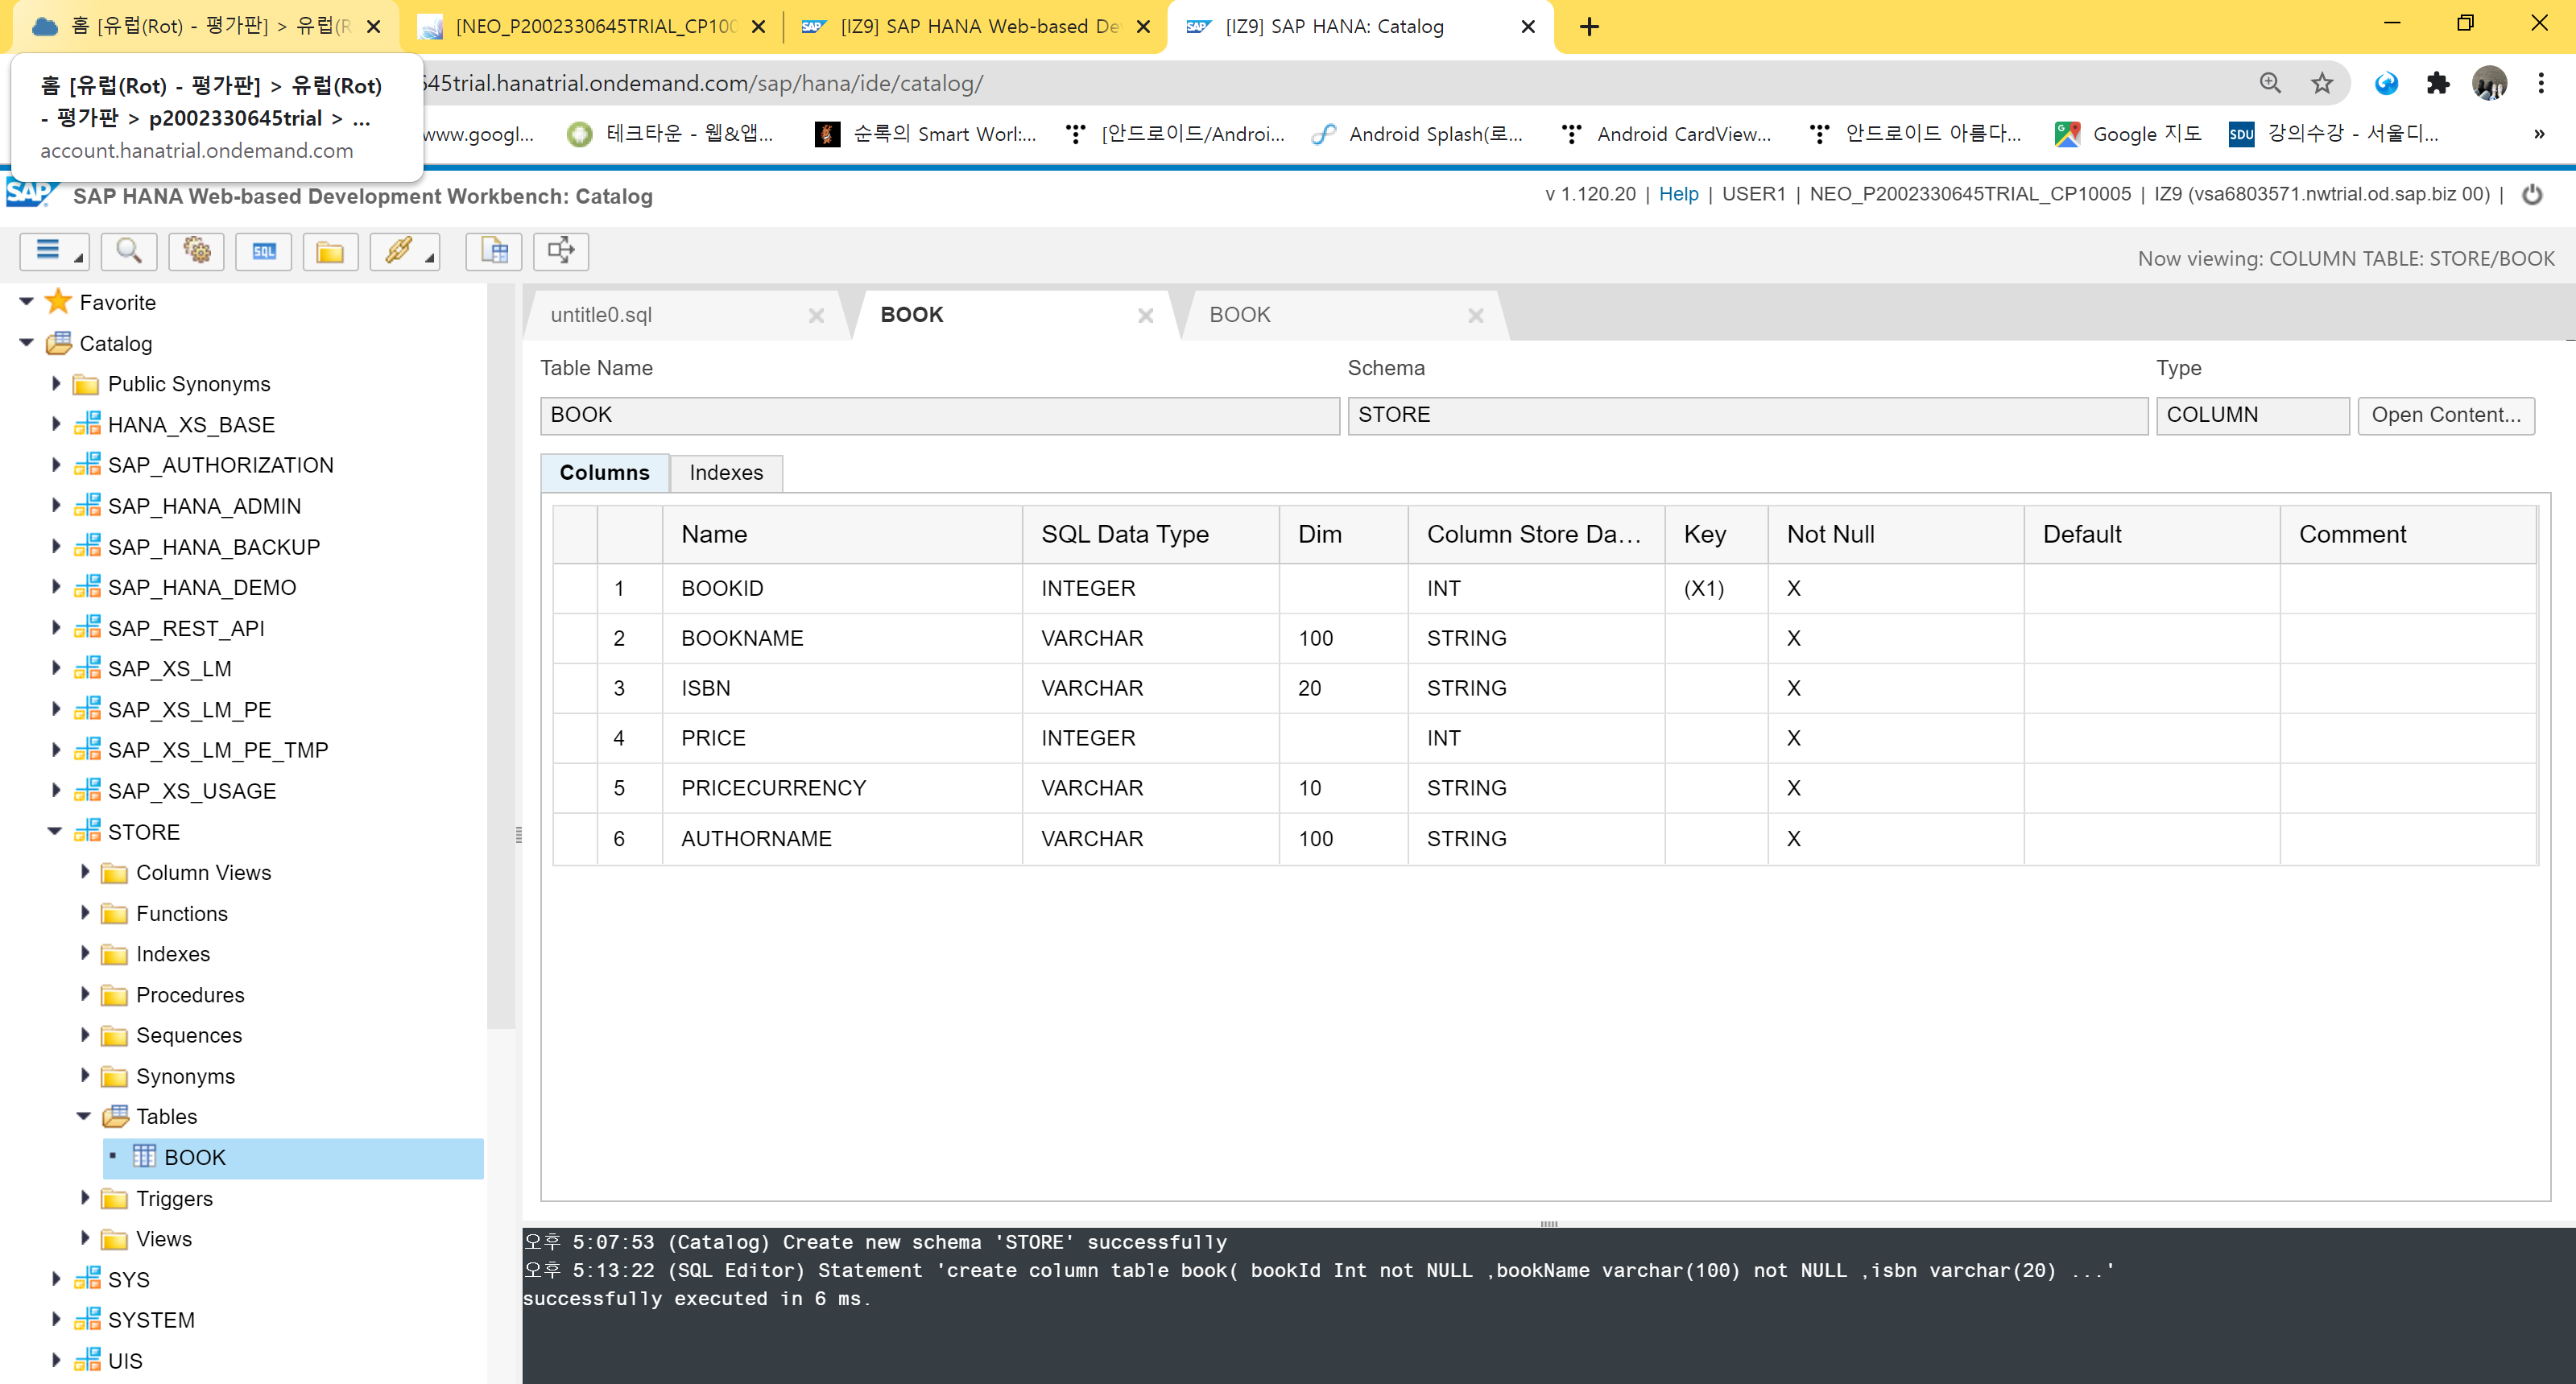 홈 [유럽(Rot) - 평가판] > 유럽(R
[NEO_P2002330645TRIAL_CP100
[IZ9] SAP HANA Web-based De
[IZ9] SAP HANA: Catalog
홈 [유럽(Rot) - 평가판] > 유럽(Rot)
- 평가판 > p2002330645trial > ...
account.hanatrial.ondemand.com
45trial.hanatrial.ondemand.com/sap/hana/ide/catalog/
www.googl...
테크타운 - 웹&앱...
순록의 Smart Worl:...
[안드로이드/Androi...
Android Splash(로...
Android CardView...
안드로이드 아름다...
Google 지도
SDU 강의수강 - 서울디...
»
SAP SAP HANA Web-based Development Workbench: Catalog
v 1.120.20 | Help | USER1 | NEO_P2002330645TRIAL_CP10005 | IZ9 (vsa6803571.nwtrial.od.sap.biz 00) |
SQL
Now viewing: COLUMN TABLE: STORE/BOOK
Favorite
Catalog
Public Synonyms
HANA_XS_BASE
SAP_AUTHORIZATION
SAP_HANA_ADMIN
SAP_HANA_BACKUP
SAP_HANA_DEMO
SAP_REST_API
SAP_XS_LM
SAP_XS_LM_PE
SAP_XS_LM_PE_TMP
SAP_XS_USAGE
STORE
Column Views
Functions
Indexes
Procedures
Sequences
Synonyms
Tables
BOOK
Triggers
Views
SYS
SYSTEM
UIS
untitle0.sql
BOOK
BOOK
Table Name Schema Type
BOOK STORE COLUMN Open Content...
Columns Indexes
Name SQL Data Type Dim Column Store Da... Key Not Null Default Comment
1 BOOKID INTEGER INT (X1) X
2 BOOKNAME VARCHAR 100 STRING X
3 ISBN VARCHAR 20 STRING X
4 PRICE INTEGER INT X
5 PRICECURRENCY VARCHAR 10 STRING X
6 AUTHORNAME VARCHAR 100 STRING X
오후 5:07:53 (Catalog) Create new schema 'STORE' successfully
오후 5:13:22 (SQL Editor) Statement 'create column table book( bookId Int not NULL ,bookName varchar(100) not NULL ,isbn varchar(20) ...'
successfully executed in 6 ms.